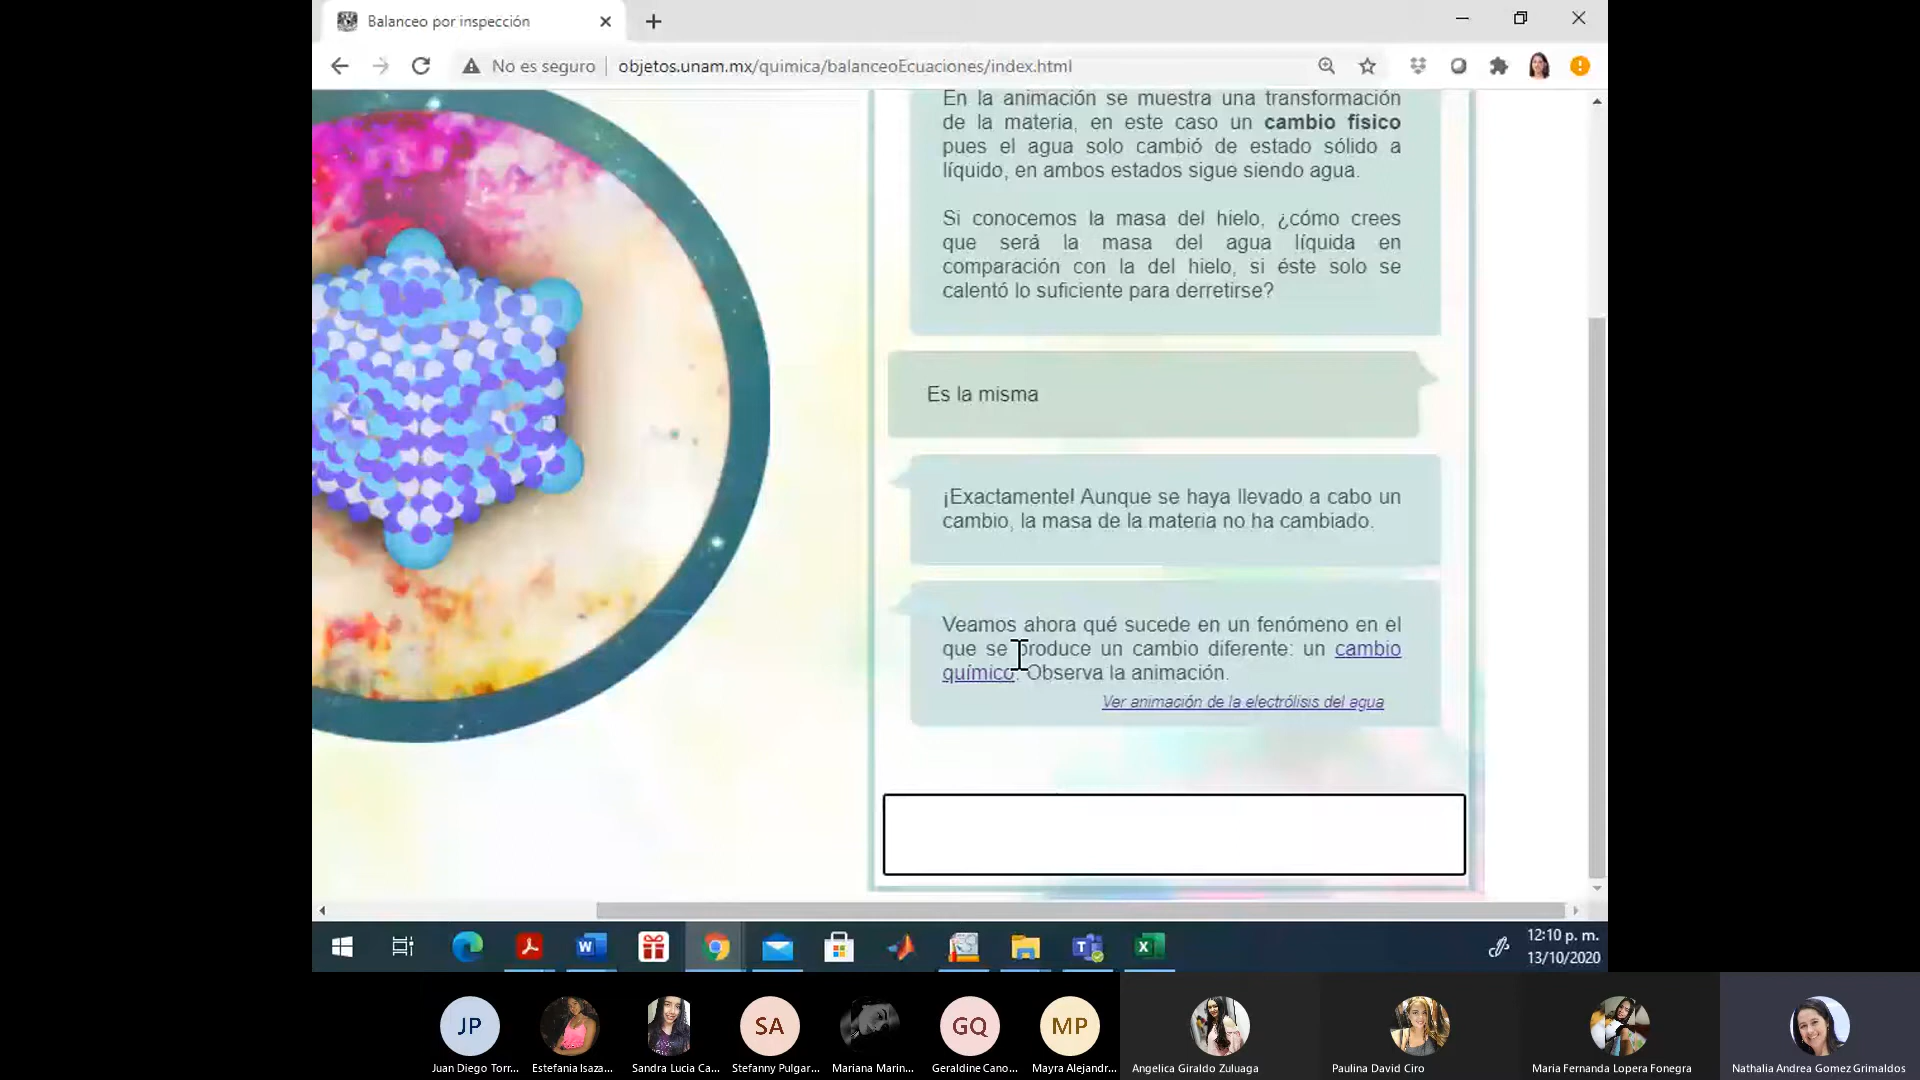 Balanceo por inspección
No es seguro
objetos.unam.mx/quimica/balanceoEcuaciones/index.html
En la animación se muestra una transformación
de la materia, en este caso un cambio físico
pues el agua solo cambió de estado sólido a
líquido, en ambos estados sigue siendo agua.
Si conocemos la masa del hielo, ¿cómo crees
que será la masa del agua líquida en
comparación con la del hielo, si éste solo se
calentó lo suficiente para derretirse?
Es la misma
¡Exactamente! Aunque se haya llevado a cabo un
cambio, la masa de la materia no ha cambiado.
Veamos ahora qué sucede en un fenómeno en el
que se produce un cambio diferente: un cambio
químico. Observa la animación.
Ver animación de la electrólisis del agua
12:10 p. m.
13/10/2020
JP
SA
GQ
MP
Juan Diego Torr...
Estefania Isaza...
Sandra Lucia Ca...
Stefanny Pulgar...
Mariana Marin...
Geraldine Cano...
Mayra Alejandr...
Angelica Giraldo Zuluaga
Paulina David Ciro
Maria Fernanda Lopera Fonegra
Nathalia Andrea Gomez Grimaldos